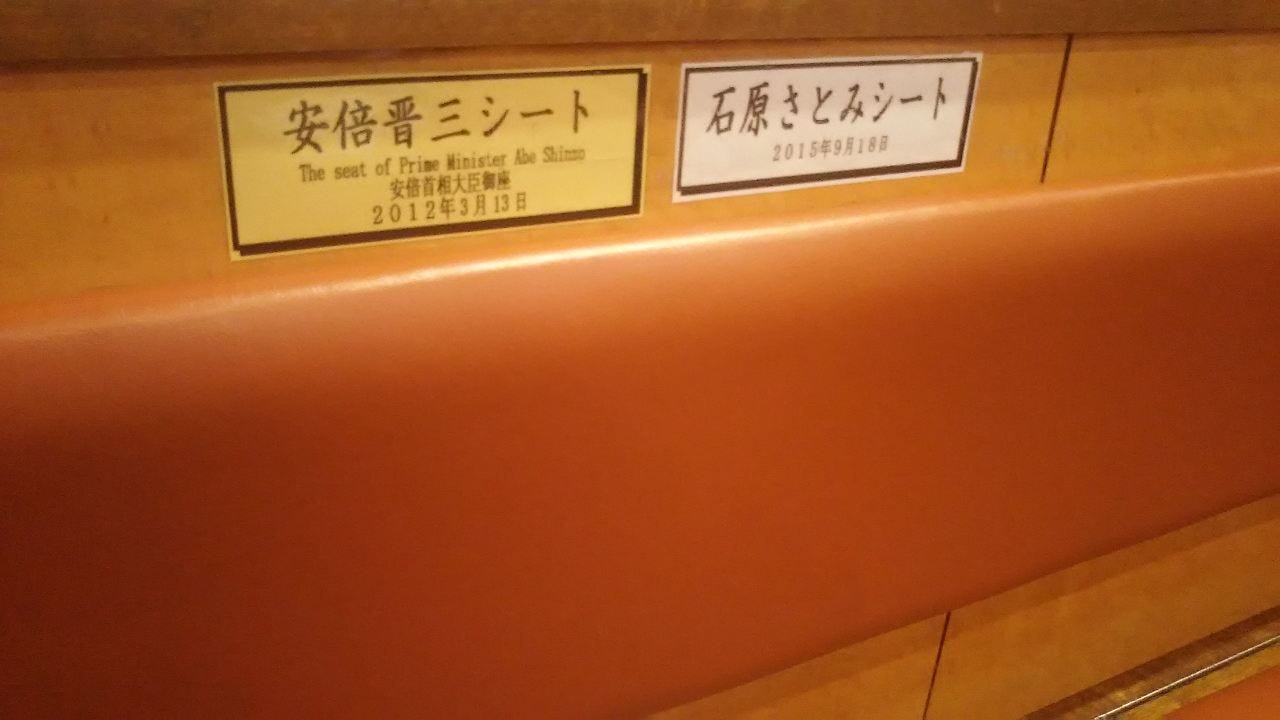 安倍晋三シート
The seat of Prime Minister Abe Shinzo
安倍首相大臣御座
2012年3月13日
石原さとみシート
2015年9月18日